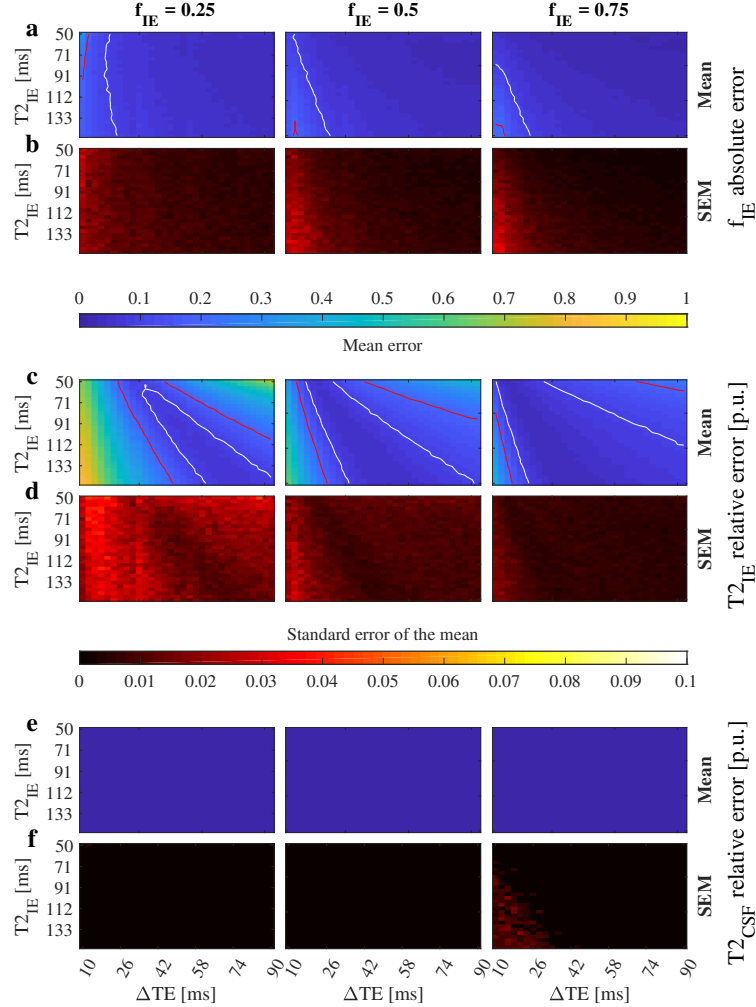 f_IE = 0.25 f_IE = 0.5 f_IE = 0.75
a
T2_IE [ms]
50
71
91
112
133
Mean
b
T2_IE [ms]
50
71
91
112
133
SEM
f_IE absolute error
0 0.1 0.2 0.3 0.4 0.5 0.6 0.7 0.8 0.9 1
Mean error
c
T2_IE [ms]
50
71
91
112
133
Mean
d
T2_IE [ms]
50
71
91
112
133
SEM
T2_IE relative error [p.u.]
Standard error of the mean
0 0.01 0.02 0.03 0.04 0.05 0.06 0.07 0.08 0.09 0.1
e
T2_IE [ms]
50
71
91
112
133
Mean
f
T2_IE [ms]
50
71
91
112
133
SEM
T2_CSF relative error [p.u.]
10 26 42 58 74 90 10 26 42 58 74 90 10 26 42 58 74 90
ΔTE [ms] ΔTE [ms] ΔTE [ms]